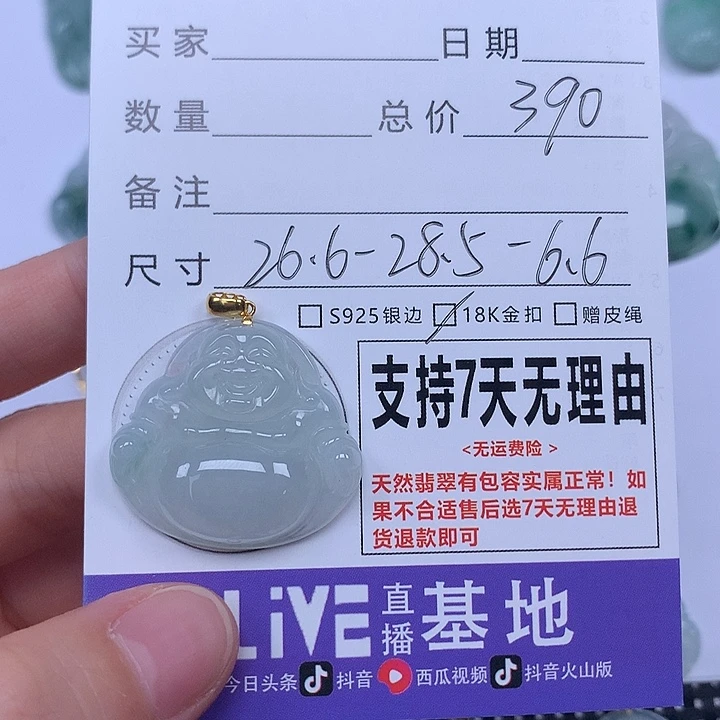 买家 日期
数量 总价 390
备注
尺寸 26.6-28.5-6.6
S925银边 18K金扣 赠皮绳
支持7天无理由
<无运费险>
天然翡翠有包容实属正常！如
果不合适售后选7天无理由退
货退款即可
LiVE 直播 基地
今日头条 抖音 西瓜视频 抖音火山版